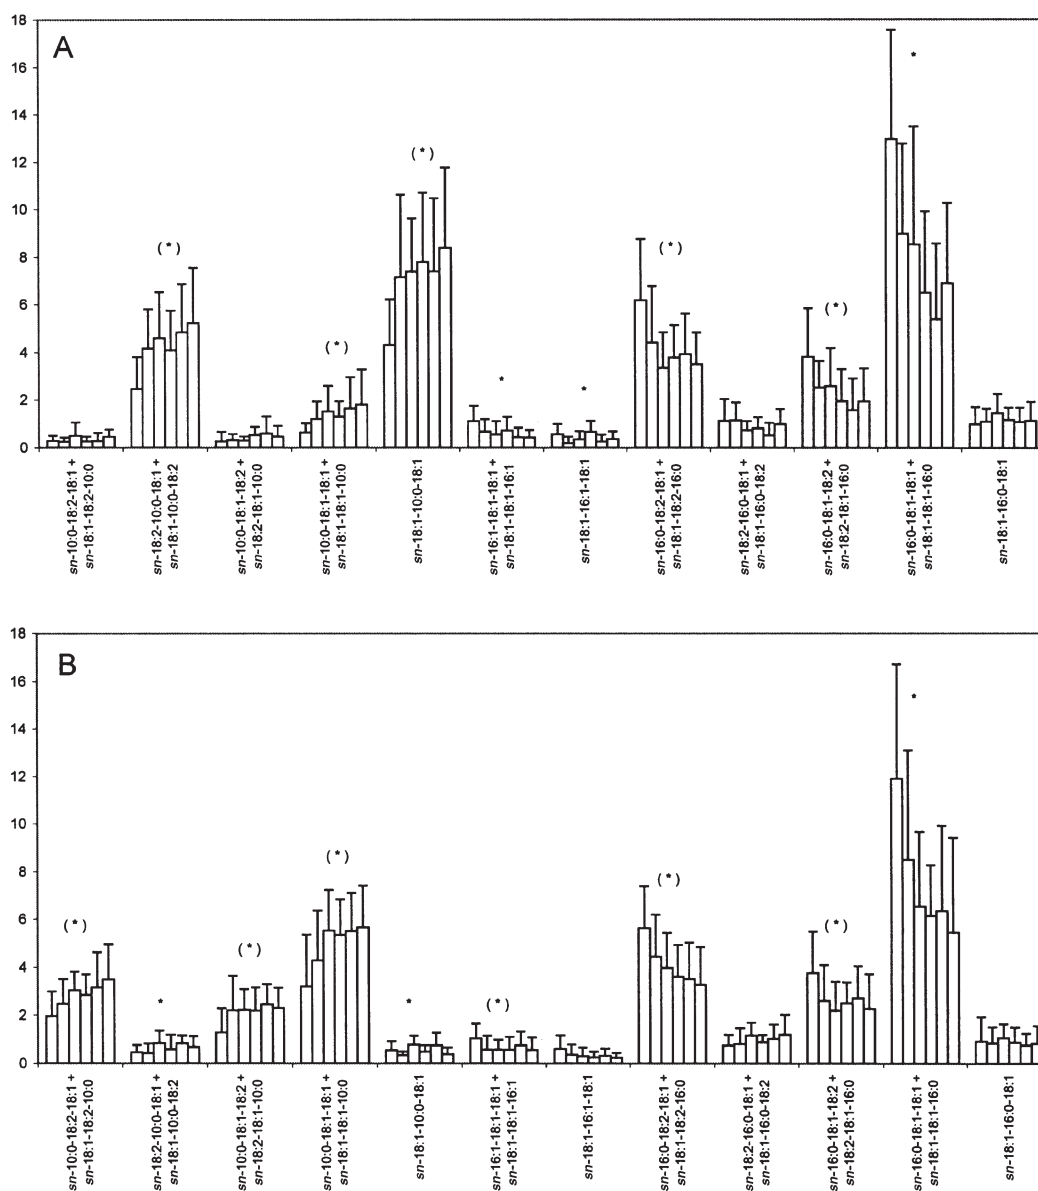 18
A
16
*
14
12
(*)
(*)
10
8
(*)
(*)
6
(*)
4
(*)
*
*
2
0
sn-10:0-18:2-18:1 +
sn-18:1-18:2-10:0
sn-18:2-10:0-18:1 +
sn-18:1-10:0-18:2
sn-10:0-18:1-18:2 +
sn-18:2-18:1-10:0
sn-10:0-18:1-18:1 +
sn-18:1-18:1-10:0
sn-18:1-10:0-18:1
sn-16:1-18:1-18:1 +
sn-18:1-18:1-16:1
sn-18:1-16:1-18:1
sn-16:0-18:2-18:1 +
sn-18:1-18:2-16:0
sn-18:2-16:0-18:1 +
sn-18:1-16:0-18:2
sn-16:0-18:1-18:2 +
sn-18:2-18:1-16:0
sn-16:0-18:1-18:1 +
sn-18:1-18:1-16:0
sn-18:1-16:0-18:1
18
B
16
*
14
12
10
(*)
8
(*)
(*)
(*)
(*)
6
4
*
*
(*)
2
0
sn-10:0-18:2-18:1 +
sn-18:1-18:2-10:0
sn-18:2-10:0-18:1 +
sn-18:1-10:0-18:2
sn-10:0-18:1-18:2 +
sn-18:2-18:1-10:0
sn-10:0-18:1-18:1 +
sn-18:1-18:1-10:0
sn-18:1-10:0-18:1
sn-16:1-18:1-18:1 +
sn-18:1-18:1-16:1
sn-18:1-16:1-18:1
sn-16:0-18:2-18:1 +
sn-18:1-18:2-16:0
sn-18:2-16:0-18:1 +
sn-18:1-16:0-18:2
sn-16:0-18:1-18:2 +
sn-18:2-18:1-16:0
sn-16:0-18:1-18:1 +
sn-18:1-18:1-16:0
sn-18:1-16:0-18:1